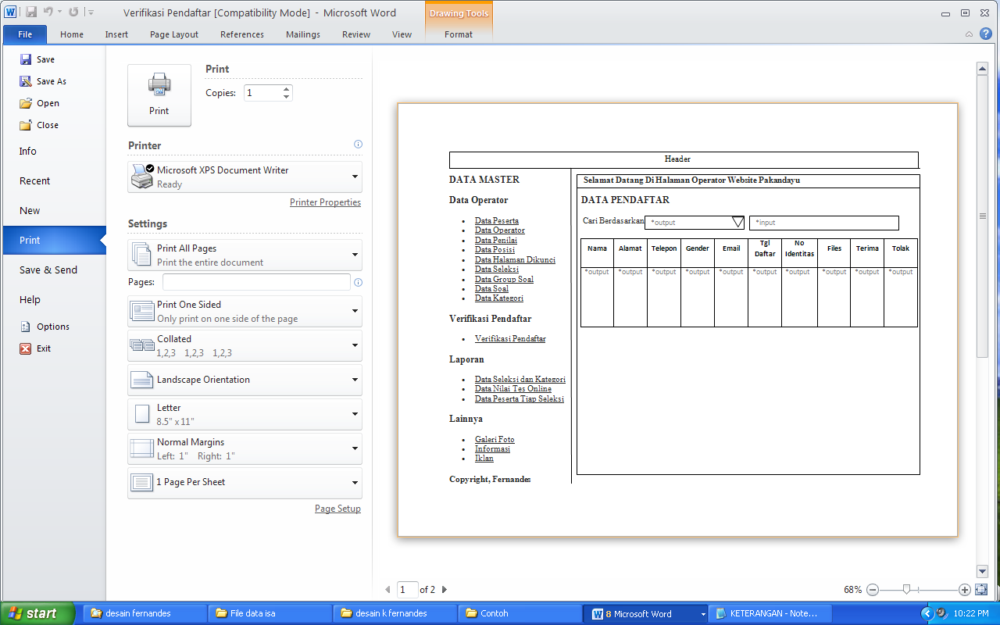 Verifikasi Pendaftar [Compatibility Mode] - Microsoft Word
Drawing Tools
File Home Insert Page Layout References Mailings Review View Format
Save
Save As
Open
Close
Info
Recent
New
Print
Save & Send
Help
Options
Exit
Print
Print
Copies: 1
Printer
Microsoft XPS Document Writer
Ready
Printer Properties
Settings
Print All Pages
Print the entire document
Pages:
Print One Sided
Only print on one side of the page
Collated
1,2,3 1,2,3 1,2,3
Landscape Orientation
Letter
8.5" x 11"
Normal Margins
Left: 1" Right: 1"
1 Page Per Sheet
Page Setup
Header
DATA MASTER
Data Operator
Data Peserta
Data Operator
Data Penilai
Data Posisi
Data Halaman Dikunci
Data Seleksi
Data Group Soal
Data Soal
Data Kategori
Verifikasi Pendaftar
Verifikasi Pendaftar
Laporan
Data Seleksi dan Kategori
Data Nilai Tes Online
Data Peserta Tiap Seleksi
Lainnya
Galeri Foto
Informasi
Iklan
Copyright, Fernandes
Selamat Datang Di Halaman Operator Website Pakandayu
DATA PENDAFTAR
Cari Berdasarkan *output *input
Nama Alamat Telepon Gender Email Tgl Daftar No Identitas Files Terima Tolak
*output *output *output *output *output *output *output *output *output *output
1 of 2
68%
start desain fernandes File data isa desain k fernandes Contoh 8 Microsoft Word KETERANGAN - Note... 10:22 PM